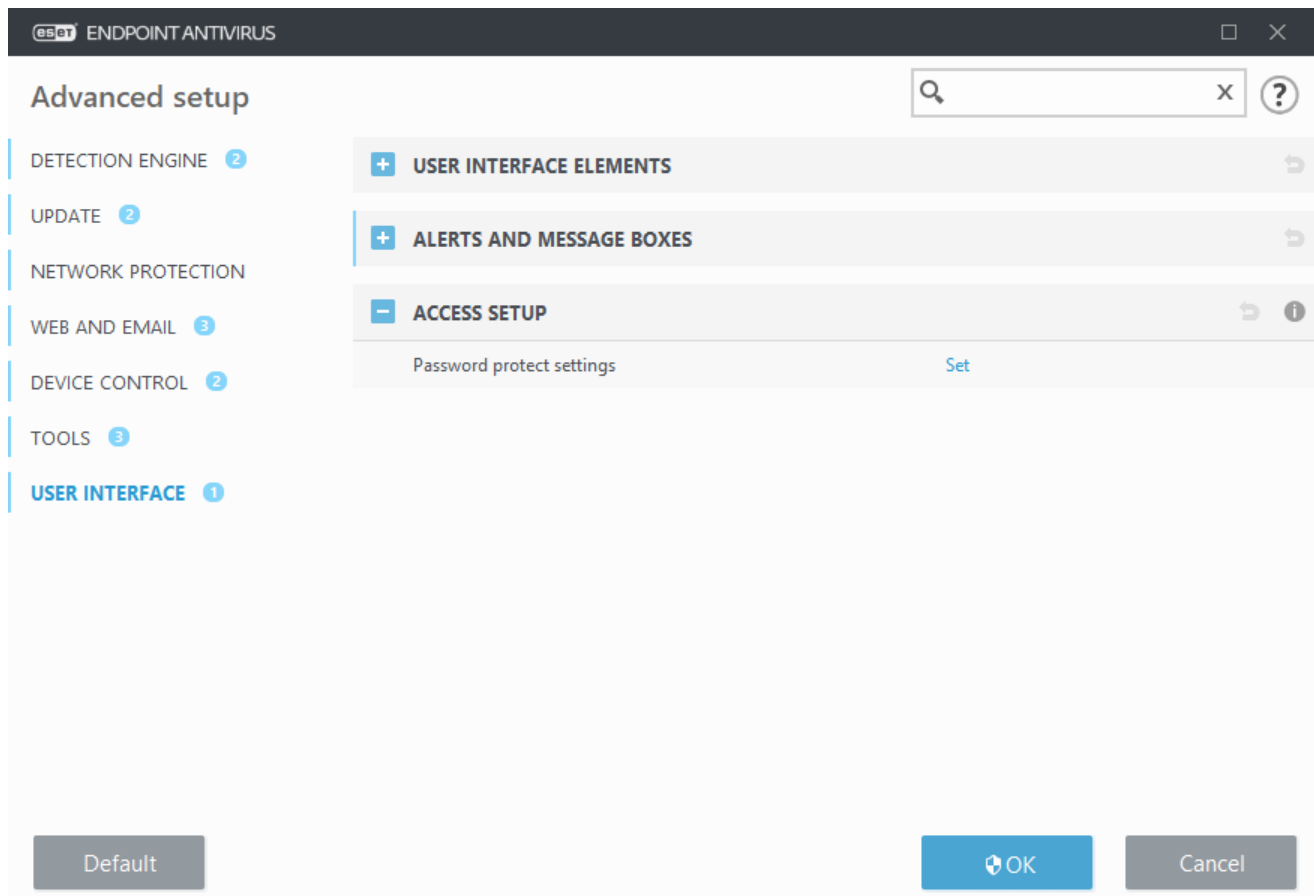 eset ENDPOINT ANTIVIRUS
Advanced setup
x ?
DETECTION ENGINE 2
UPDATE 2
NETWORK PROTECTION
WEB AND EMAIL 3
DEVICE CONTROL 2
TOOLS 3
USER INTERFACE 1
USER INTERFACE ELEMENTS
ALERTS AND MESSAGE BOXES
ACCESS SETUP i
Password protect settings Set
Default
OK
Cancel